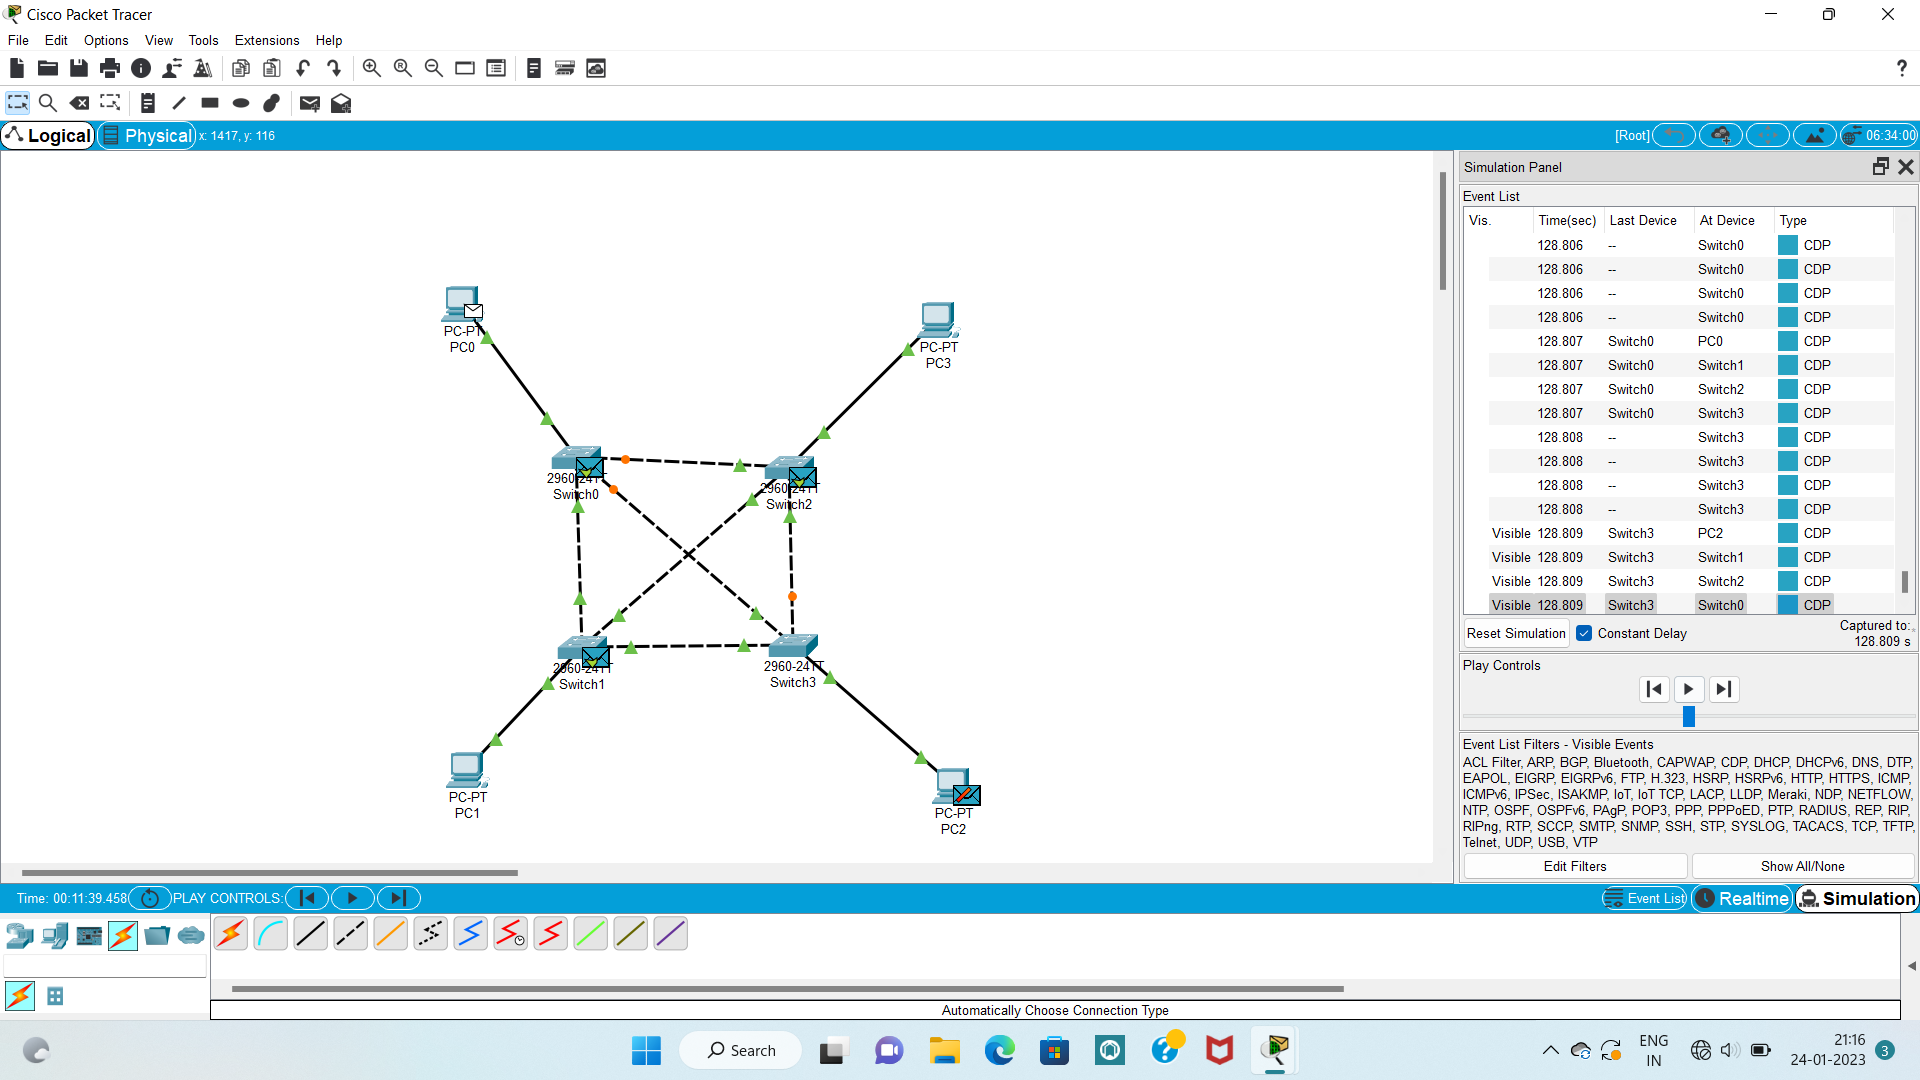 Cisco Packet Tracer
File Edit Options View Tools Extensions Help
Logical Physical x: 1417, y: 116
[Root] 06:34:00
PC-PT
PC0
PC-PT
PC3
2960-24TT
Switch0
2960-24TT
Switch2
2960-24TT
Switch1
2960-24TT
Switch3
PC-PT
PC1
PC-PT
PC2
Simulation Panel
Event List
Vis. Time(sec) Last Device At Device Type
128.806 -- Switch0 CDP
128.806 -- Switch0 CDP
128.806 -- Switch0 CDP
128.806 -- Switch0 CDP
128.807 Switch0 PC0 CDP
128.807 Switch0 Switch1 CDP
128.807 Switch0 Switch2 CDP
128.807 Switch0 Switch3 CDP
128.808 -- Switch3 CDP
128.808 -- Switch3 CDP
128.808 -- Switch3 CDP
128.808 -- Switch3 CDP
Visible 128.809 Switch3 PC2 CDP
Visible 128.809 Switch3 Switch1 CDP
Visible 128.809 Switch3 Switch2 CDP
Visible 128.809 Switch3 Switch0 CDP
Reset Simulation Constant Delay Captured to:
128.809 s
Play Controls
Event List Filters - Visible Events
ACL Filter, ARP, BGP, Bluetooth, CAPWAP, CDP, DHCP, DHCPv6, DNS, DTP,
EAPOL, EIGRP, EIGRPv6, FTP, H.323, HSRP, HSRPv6, HTTP, HTTPS, ICMP,
ICMPv6, IPSec, ISAKMP, IoT, IoT TCP, LACP, LLDP, Meraki, NDP, NETFLOW,
NTP, OSPF, OSPFv6, PAgP, POP3, PPP, PPPoED, PTP, RADIUS, REP, RIP,
RIPng, RTP, SCCP, SMTP, SNMP, SSH, STP, SYSLOG, TACACS, TCP, TFTP,
Telnet, UDP, USB, VTP
Edit Filters Show All/None
Time: 00:11:39.458 PLAY CONTROLS: Event List Realtime Simulation
Automatically Choose Connection Type
Search
ENG
IN
21:16
24-01-2023
3